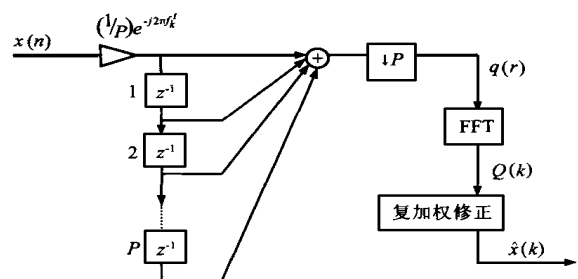 (1/P)e^{-j2πf_k^t}
x(n)
↓P
q(r)
1 z⁻¹
FFT
2 z⁻¹
Q(k)
复加权修正
P z⁻¹
x̂(k)